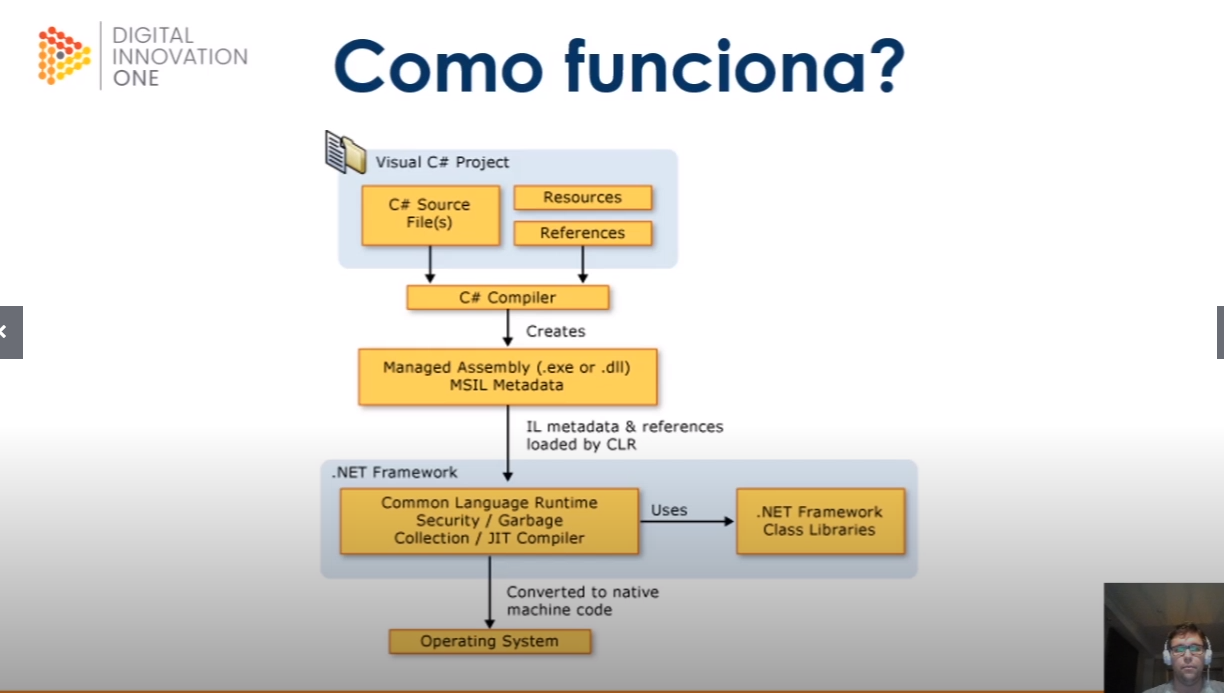 DIGITAL
INNOVATION
ONE
Como funciona?
Visual C# Project
C# Source
File(s)
Resources
References
C# Compiler
Creates
Managed Assembly (.exe or .dll)
MSIL Metadata
IL metadata & references
loaded by CLR
.NET Framework
Common Language Runtime
Security / Garbage
Collection / JIT Compiler
Uses
.NET Framework
Class Libraries
Converted to native
machine code
Operating System